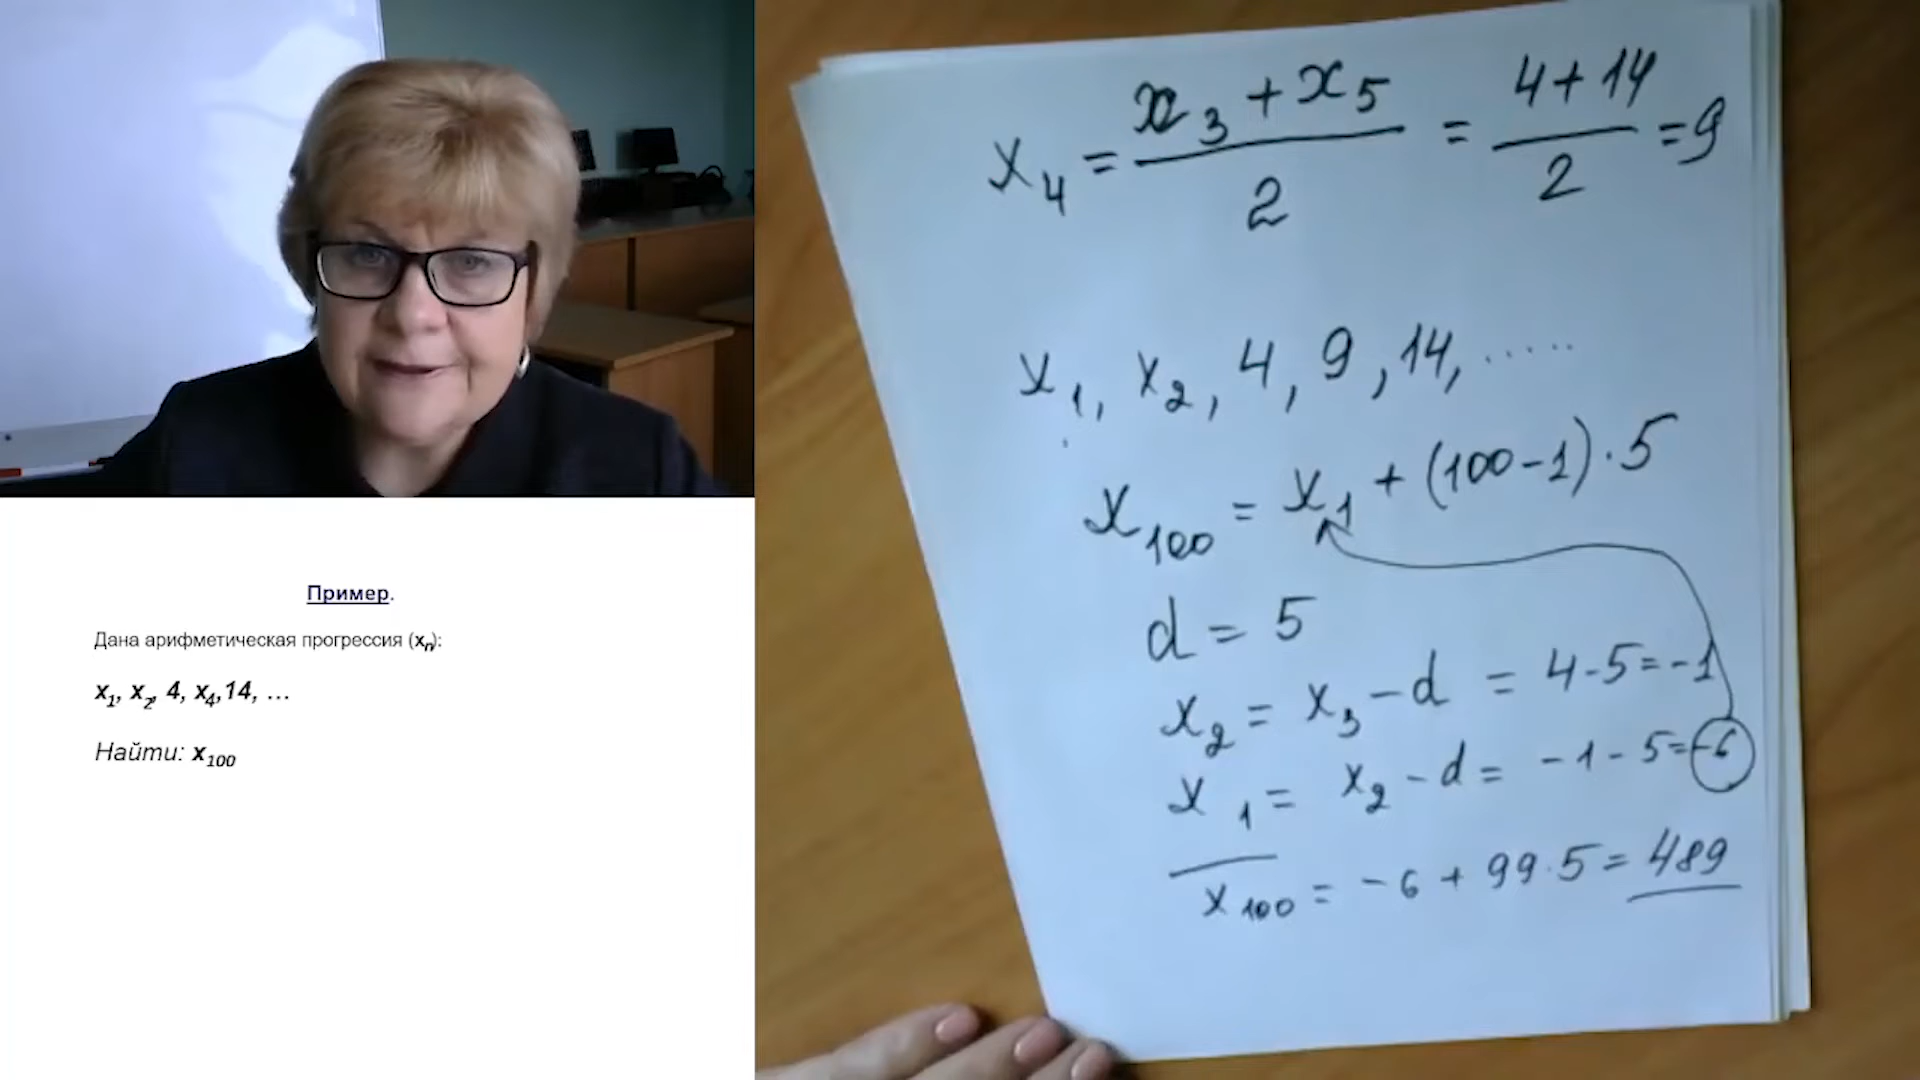 Пример.
Дана арифметическая прогрессия (xₙ):
x₁, x₂, 4, x₄,14, …
Найти: x₁₀₀
x₄ = (x₃ + x₅)/2 = (4+14)/2 = 9
x₁, x₂, 4, 9, 14, ......
x₁₀₀ = x₁ + (100-1)·5
d = 5
x₂ = x₃ - d = 4-5=-1
x₁ = x₂ - d = -1-5=-6
x₁₀₀ = -6 + 99·5= 489